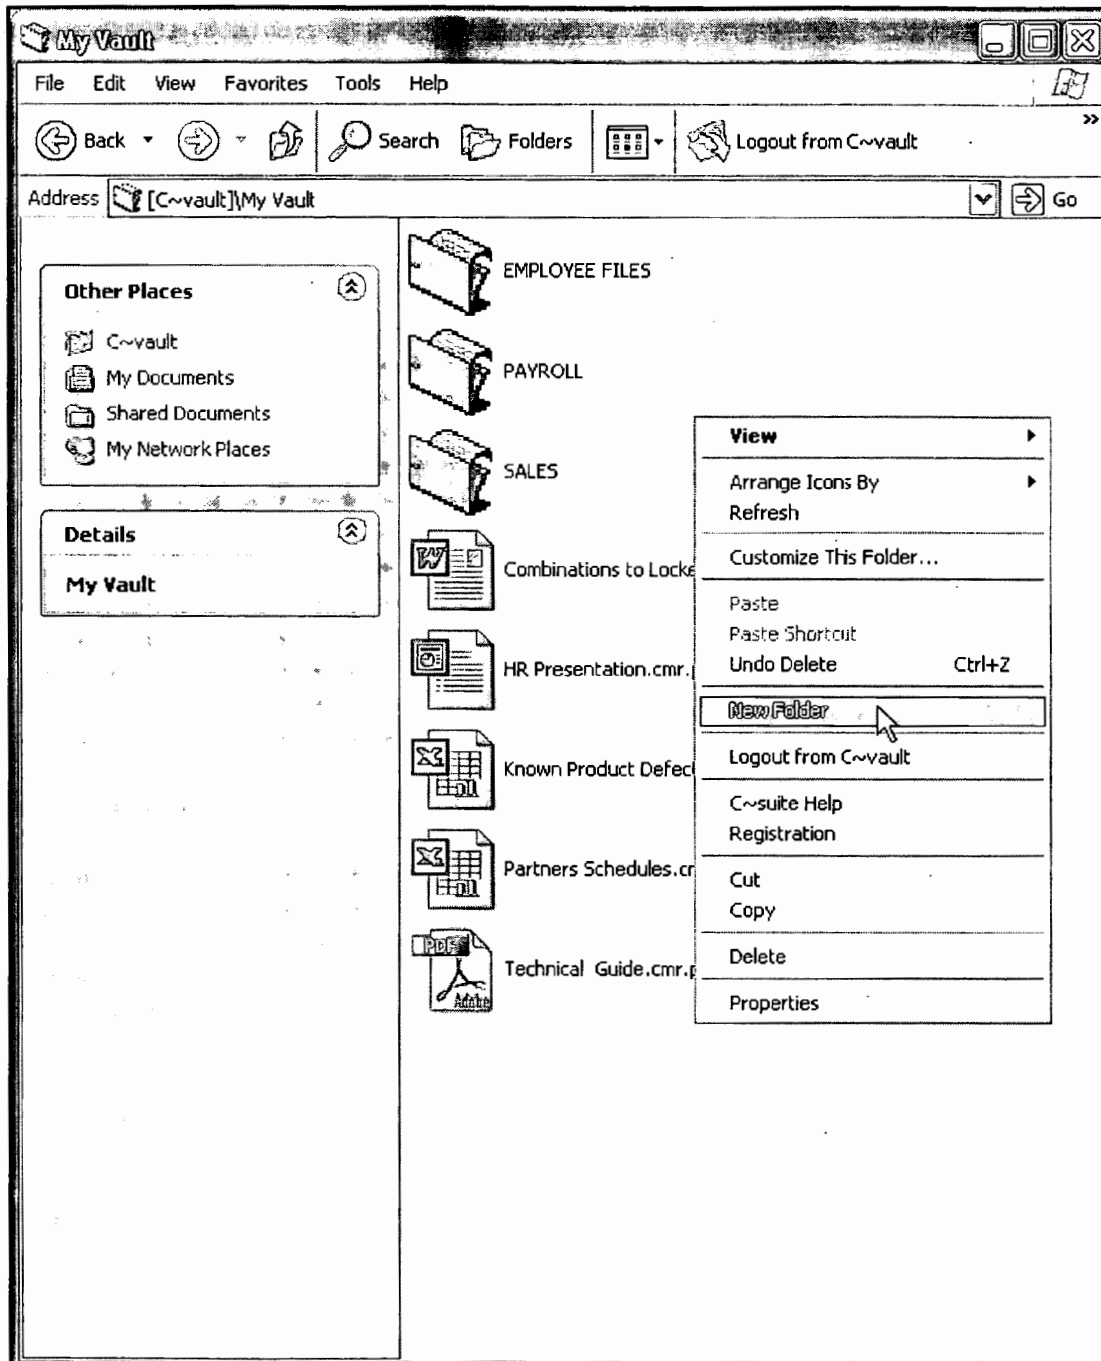 My Vault
File Edit View Favorites Tools Help
Back Search Folders Logout from C~vault »
Address [C~vault]\My Vault Go
Other Places
C~vault
My Documents
Shared Documents
My Network Places
Details
My Vault
EMPLOYEE FILES
PAYROLL
SALES
Combinations to Locke
HR Presentation.cmr.p
Known Product Defect
Partners Schedules.cr
PDF Adobe
Technical Guide.cmr.p
View
Arrange Icons By
Refresh
Customize This Folder...
Paste
Paste Shortcut
Undo Delete Ctrl+Z
New Folder
Logout from C~vault
C~suite Help
Registration
Cut
Copy
Delete
Properties